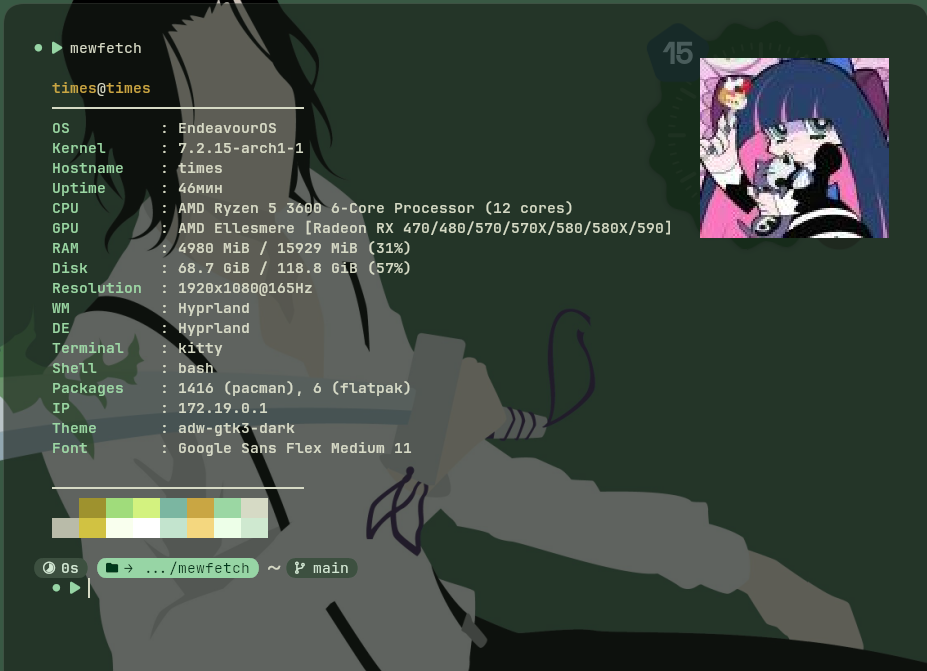 mewfetch
15
times@times
OS : EndeavourOS
Kernel : 7.2.15-arch1-1
Hostname : times
Uptime : 46мин
CPU : AMD Ryzen 5 3600 6-Core Processor (12 cores)
GPU : AMD Ellesmere [Radeon RX 470/480/570/570X/580/580X/590]
RAM : 4980 MiB / 15929 MiB (31%)
Disk : 68.7 GiB / 118.8 GiB (57%)
Resolution : 1920x1080@165Hz
WM : Hyprland
DE : Hyprland
Terminal : kitty
Shell : bash
Packages : 1416 (pacman), 6 (flatpak)
IP : 172.19.0.1
Theme : adw-gtk3-dark
Font : Google Sans Flex Medium 11
0s → .../mewfetch ~ main